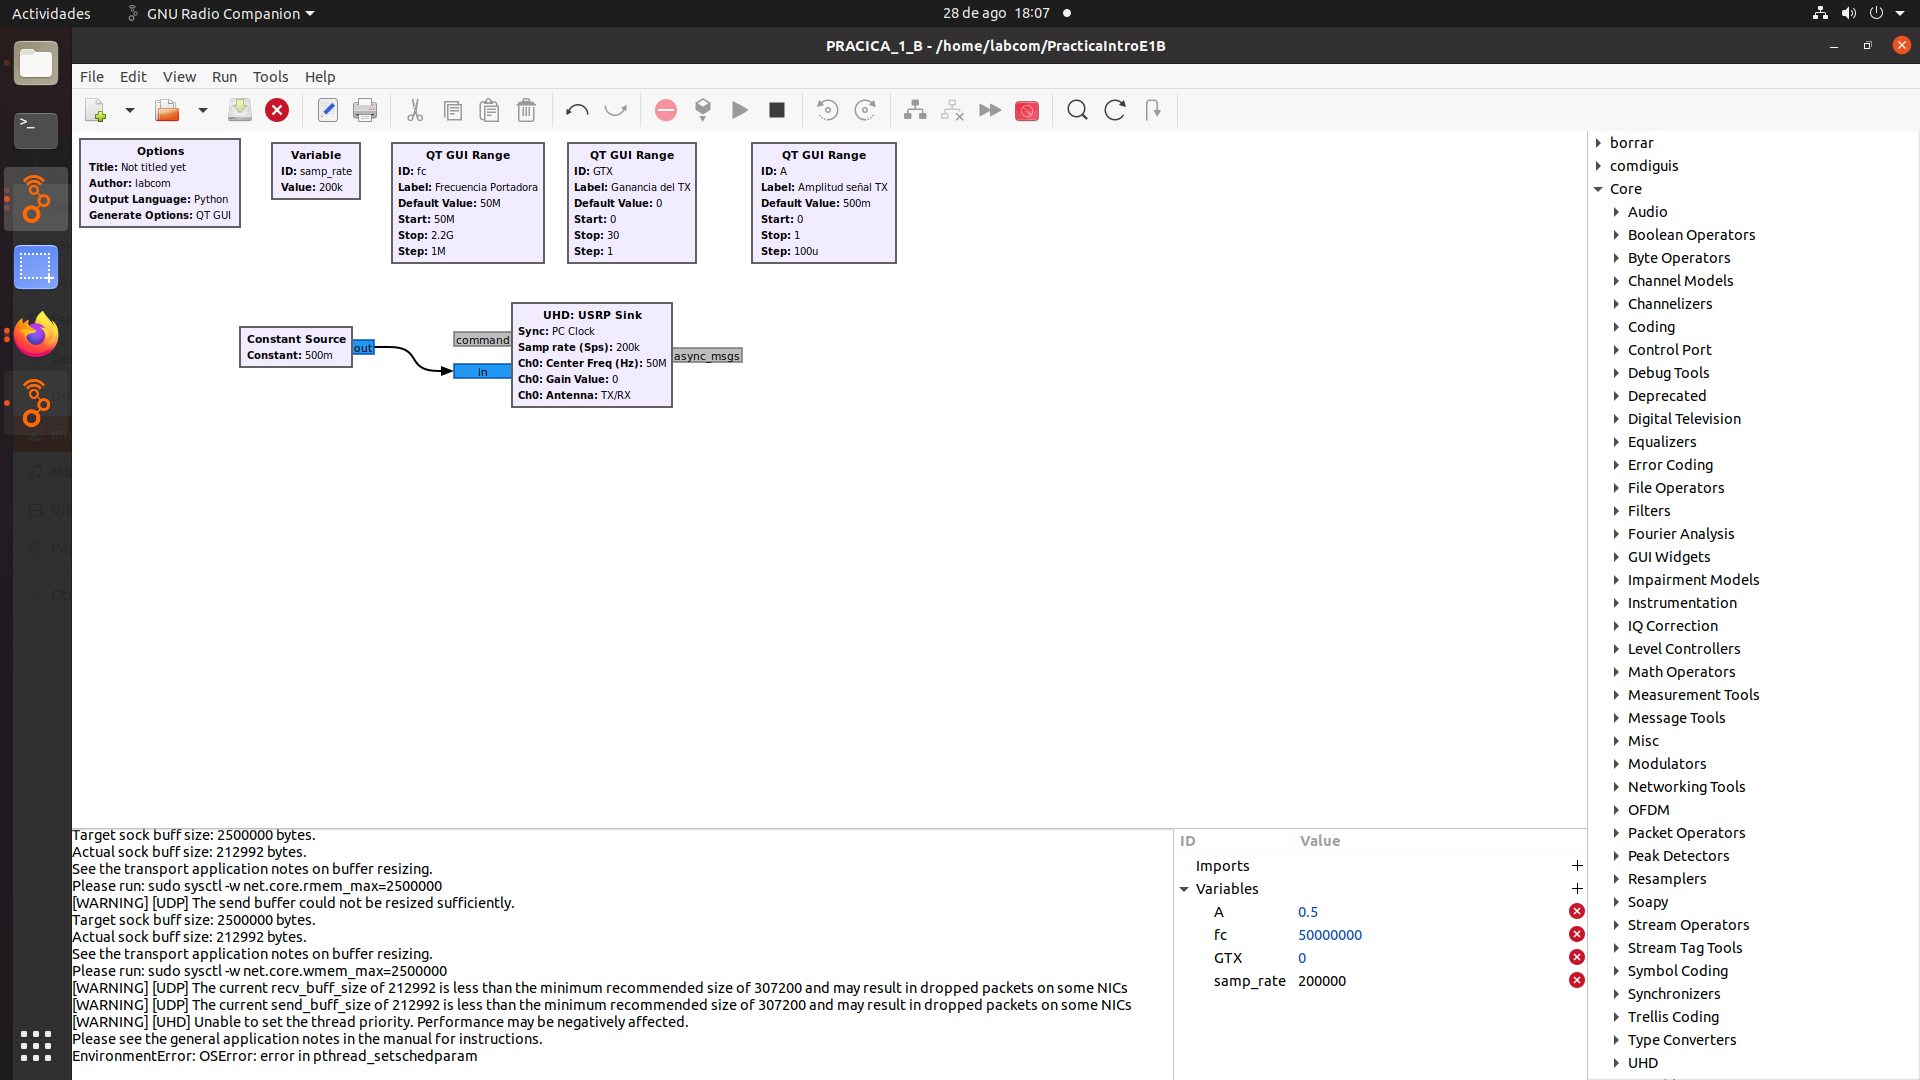 Actividades
GNU Radio Companion
28 de ago 18:07
PRACICA_1_B - /home/labcom/PracticaIntroE1B
File Edit View Run Tools Help
Options
Title: Not titled yet
Author: labcom
Output Language: Python
Generate Options: QT GUI
Variable
ID: samp_rate
Value: 200k
QT GUI Range
ID: fc
Label: Frecuencia Portadora
Default Value: 50M
Start: 50M
Stop: 2.2G
Step: 1M
QT GUI Range
ID: GTX
Label: Ganancia del TX
Default Value: 0
Start: 0
Stop: 30
Step: 1
QT GUI Range
ID: A
Label: Amplitud señal TX
Default Value: 500m
Start: 0
Stop: 1
Step: 100u
Constant Source
Constant: 500m
out
command
in
UHD: USRP Sink
Sync: PC Clock
Samp rate (Sps): 200k
Ch0: Center Freq (Hz): 50M
Ch0: Gain Value: 0
Ch0: Antenna: TX/RX
async_msgs
Target sock buff size: 2500000 bytes.
Actual sock buff size: 212992 bytes.
See the transport application notes on buffer resizing.
Please run: sudo sysctl -w net.core.rmem_max=2500000
[WARNING] [UDP] The send buffer could not be resized sufficiently.
Target sock buff size: 2500000 bytes.
Actual sock buff size: 212992 bytes.
See the transport application notes on buffer resizing.
Please run: sudo sysctl -w net.core.wmem_max=2500000
[WARNING] [UDP] The current recv_buff_size of 212992 is less than the minimum recommended size of 307200 and may result in dropped packets on some NICs
[WARNING] [UDP] The current send_buff_size of 212992 is less than the minimum recommended size of 307200 and may result in dropped packets on some NICs
[WARNING] [UHD] Unable to set the thread priority. Performance may be negatively affected.
Please see the general application notes in the manual for instructions.
EnvironmentError: OSError: error in pthread_setschedparam
ID Value
Imports
Variables
A 0.5
fc 50000000
GTX 0
samp_rate 200000
borrar
comdiguis
Core
Audio
Boolean Operators
Byte Operators
Channel Models
Channelizers
Coding
Control Port
Debug Tools
Deprecated
Digital Television
Equalizers
Error Coding
File Operators
Filters
Fourier Analysis
GUI Widgets
Impairment Models
Instrumentation
IQ Correction
Level Controllers
Math Operators
Measurement Tools
Message Tools
Misc
Modulators
Networking Tools
OFDM
Packet Operators
Peak Detectors
Resamplers
Soapy
Stream Operators
Stream Tag Tools
Symbol Coding
Synchronizers
Trellis Coding
Type Converters
UHD